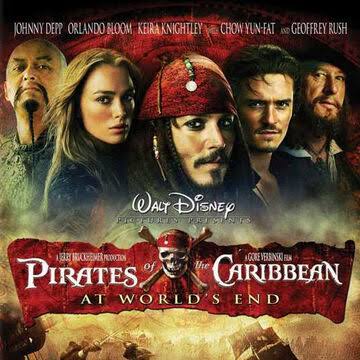 JOHNNY DEPP ORLANDO BLOOM KEIRA KNIGHTLEY WITH CHOW YUN-FAT AND GEOFFREY RUSH
WALT DISNEY
PICTURES PRESENTS
A JERRY BRUCKHEIMER PRODUCTION A GORE VERBINSKI FILM
PIRATES of the CARIBBEAN
AT WORLD'S END